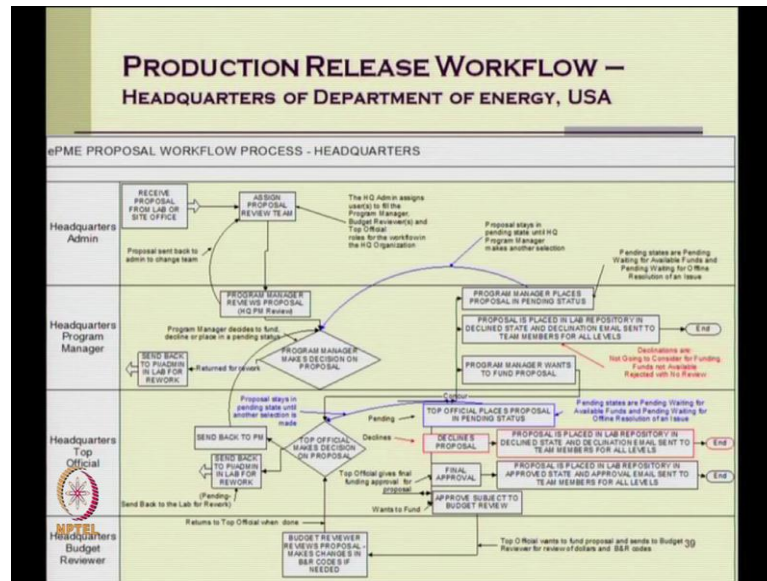 PRODUCTION RELEASE WORKFLOW –
HEADQUARTERS OF DEPARTMENT OF ENERGY, USA
ePME PROPOSAL WORKFLOW PROCESS - HEADQUARTERS
Headquarters
Admin
RECEIVE
PROPOSAL
FROM LAB OR
SITE OFFICE
ASSIGN
PROPOSAL
REVIEW TEAM
The HQ Admin assigns
user(s) to fill the
Program Manager,
Budget Reviewer(s) and
Top Official
roles for the workflow in
the HQ Organization
Proposal stays in
pending state until HQ
Program Manager
makes another selection
Proposal sent back to
admin to change team
Pending states are Pending
Waiting for Available Funds and
Pending Waiting for Offline
Resolution of an Issue
Headquarters
Program
Manager
PROGRAM MANAGER
REVIEWS PROPOSAL
(HQ PM Review)
PROGRAM MANAGER PLACES
PROPOSAL IN PENDING STATUS
Program Manager decides to fund,
decline or place in a pending status
PROPOSAL IS PLACED IN LAB REPOSITORY IN
DECLINED STATE AND DECLINATION EMAIL SENT TO
TEAM MEMBERS FOR ALL LEVELS
End
SEND BACK
TO PI/ADMIN
IN LAB FOR
REWORK
Returned for rework
PROGRAM MANAGER
MAKES DECISION ON
PROPOSAL
Declinations are:
Not Going to Consider for Funding
Funds not Available
Rejected with No Review
PROGRAM MANAGER WANTS
TO FUND PROPOSAL
Concur
Headquarters
Top
Official
Proposal stays in
pending state until
another selection is
made
Pending
TOP OFFICIAL PLACES PROPOSAL
IN PENDING STATUS
Pending states are Pending Waiting for
Available Funds and Pending Waiting for
Offline Resolution of an Issue
SEND BACK TO PM
TOP OFFICIAL
MAKES DECISION
ON PROPOSAL
Declines
DECLINES
PROPOSAL
PROPOSAL IS PLACED IN LAB REPOSITORY IN
DECLINED STATE AND DECLINATION EMAIL SENT TO
TEAM MEMBERS FOR ALL LEVELS
End
SEND BACK
TO PI/ADMIN
IN LAB FOR
REWORK
Top Official gives final
funding approval for
proposal
FINAL
APPROVAL
PROPOSAL IS PLACED IN LAB REPOSITORY IN
APPROVED STATE AND APPROVAL EMAIL SENT TO
TEAM MEMBERS FOR ALL LEVELS
End
(Pending-
Send Back to the Lab for Rework)
Wants to Fund
APPROVE SUBJECT TO
BUDGET REVIEW
NPTEL
Headquarters
Budget
Reviewer
Returns to Top Official when done
BUDGET REVIEWER
REVIEWS PROPOSAL -
MAKES CHANGES IN
B&R CODES IF
NEEDED
Top Official wants to fund proposal and sends to Budget
Reviewer for review of dollars and B&R codes
39